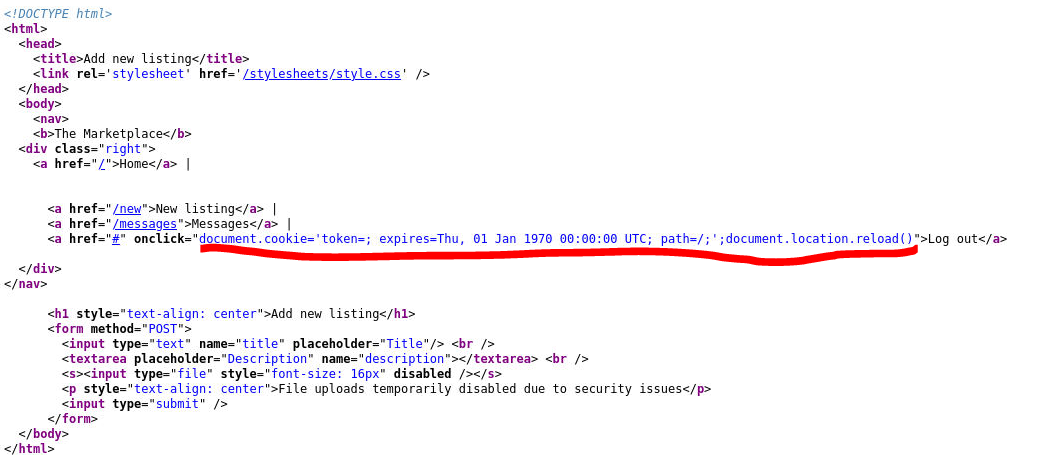 <!DOCTYPE html>
<html>
  <head>
    <title>Add new listing</title>
    <link rel='stylesheet' href='/stylesheets/style.css' />
  </head>
  <body>
    <nav>
    <b>The Marketplace</b>
  <div class="right">
    <a href="/">Home</a> |
      <a href="/new">New listing</a> |
      <a href="/messages">Messages</a> |
      <a href="#" onclick="document.cookie='token=; expires=Thu, 01 Jan 1970 00:00:00 UTC; path=/;';document.location.reload()">Log out</a>
  </div>
</nav>
      <h1 style="text-align: center">Add new listing</h1>
      <form method="POST">
        <input type="text" name="title" placeholder="Title"/> <br />
        <textarea placeholder="Description" name="description"></textarea> <br />
        <s><input type="file" style="font-size: 16px" disabled /></s>
        <p style="text-align: center">File uploads temporarily disabled due to security issues</p>
        <input type="submit" />
      </form>
  </body>
</html>